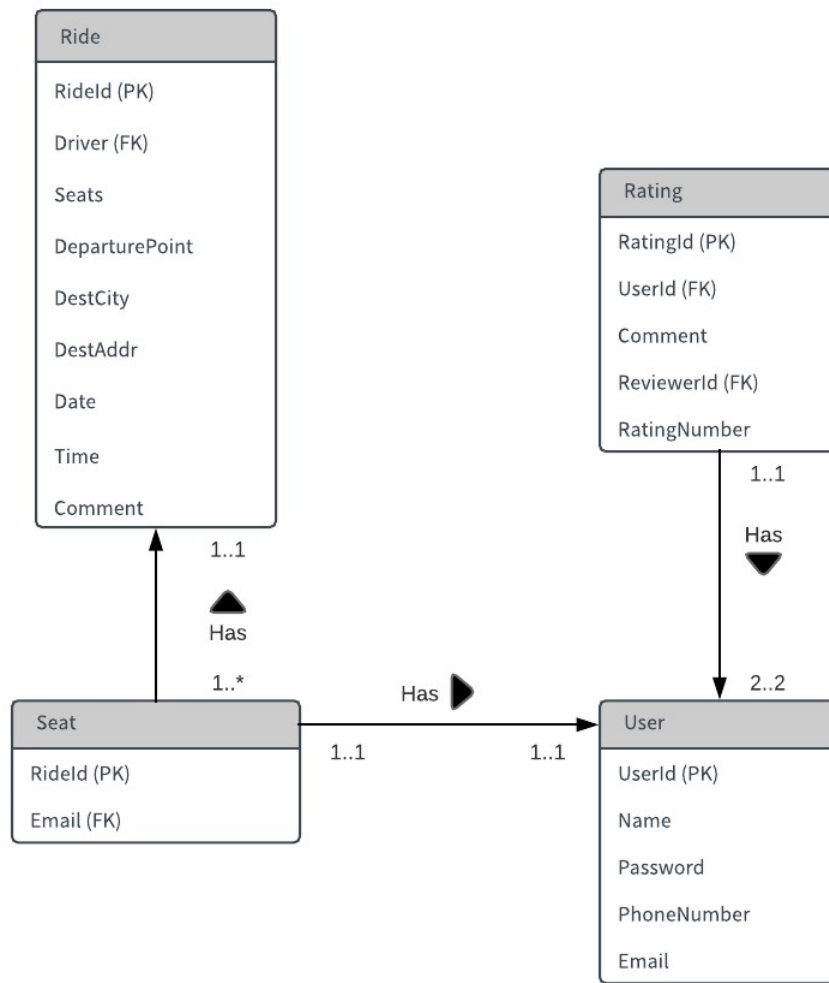 Ride
RideId (PK)
Driver (FK)
Seats
DeparturePoint
DestCity
DestAddr
Date
Time
Comment
Rating
RatingId (PK)
UserId (FK)
Comment
ReviewerId (FK)
RatingNumber
1..1
Has
1..*
1..1
Has
2..2
Seat
RideId (PK)
Email (FK)
Has
1..1
1..1
User
UserId (PK)
Name
Password
PhoneNumber
Email